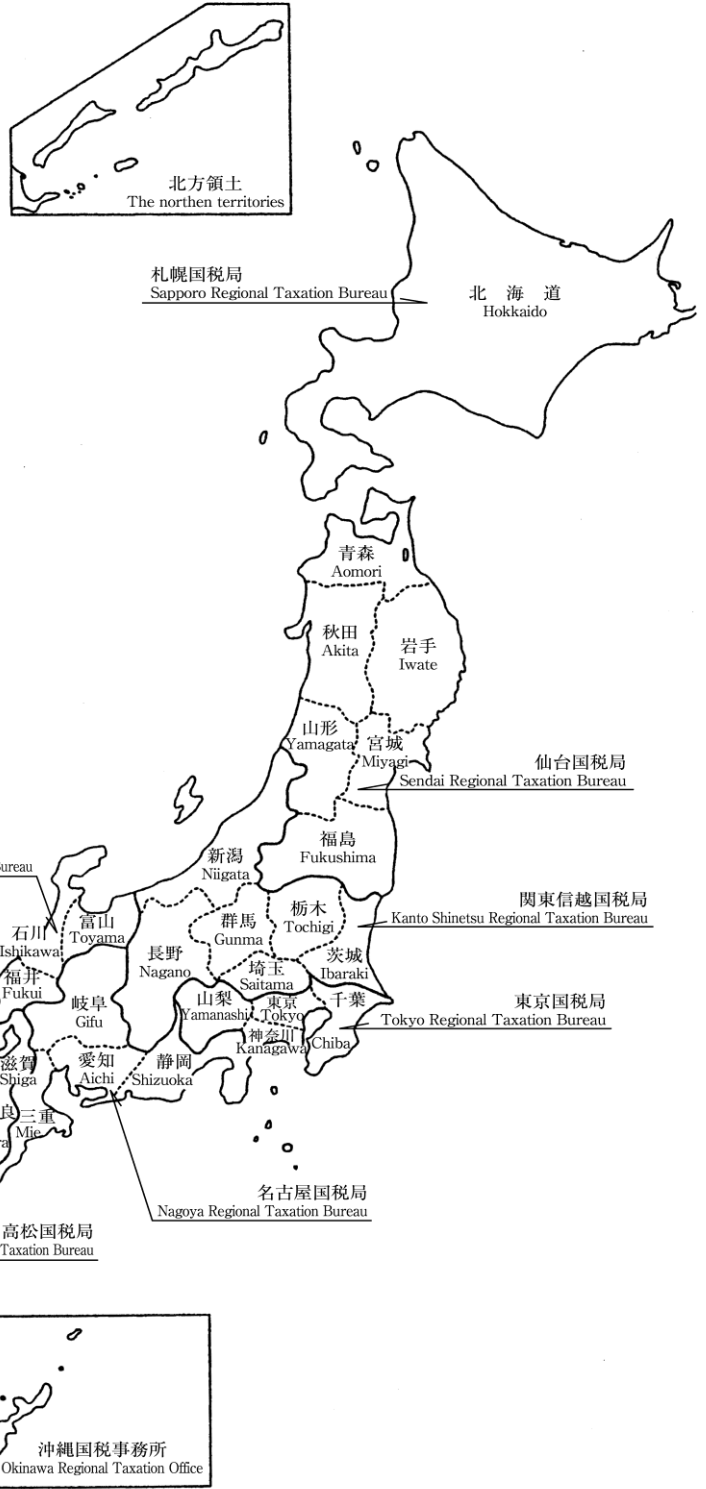 北方領土
The northen territories
札幌国税局
Sapporo Regional Taxation Bureau
北 海 道
Hokkaido
青森
Aomori
秋田
Akita
岩手
Iwate
山形
Yamagata
宮城
Miyagi
仙台国税局
Sendai Regional Taxation Bureau
福島
Fukushima
新潟
Niigata
ureau
関東信越国税局
Kanto Shinetsu Regional Taxation Bureau
栃木
Tochigi
群馬
Gunma
富山
Toyama
石川
Ishikawa
長野
Nagano
茨城
Ibaraki
埼玉
Saitama
福井
Fukui
岐阜
Gifu
山梨
Yamanashi
東京
Tokyo
千葉
Chiba
東京国税局
Tokyo Regional Taxation Bureau
神奈川
Kanagawa
滋賀
Shiga
愛知
Aichi
静岡
Shizuoka
良
ra
三重
Mie
名古屋国税局
Nagoya Regional Taxation Bureau
高松国税局
Taxation Bureau
沖縄国税事務所
Okinawa Regional Taxation Office